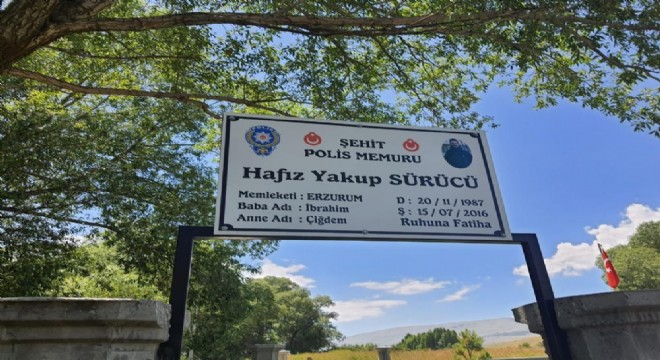 ŞEHİT
POLİS MEMURU
Hafız Yakup SÜRÜCÜ
Memleketi : ERZURUM D : 20 / 11 / 1987
Baba Adı : İbrahim Ş : 15 / 07 / 2016
Anne Adı : Çiğdem Ruhuna Fatiha